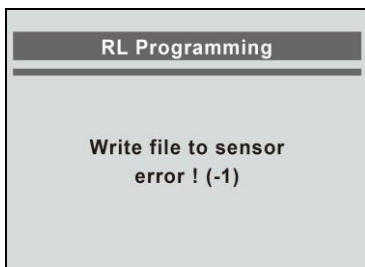 RL Programming
Write file to sensor
error ! (-1)